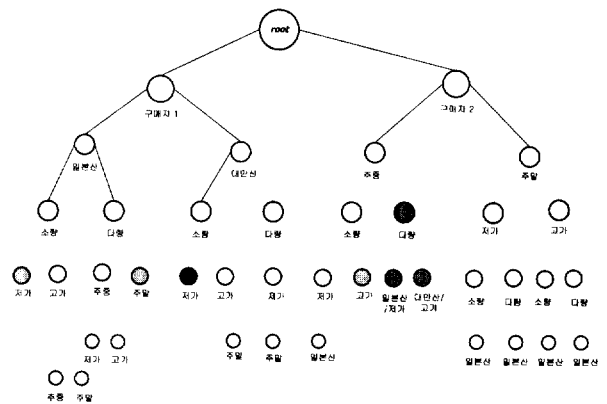 root
구매자 1
구매자 2
일본산
대만산
주중
주말
소량 다량 소량 다량 소량 다량 저가 고가
저가 고가 주중 주말 저가 고가 저가 저가 고가 일본산 대만산/ 소량 다량 소량 다량
/저가 고가
저가 고가 주말 주말 일본산 일본산 일본산 일본산 일본산
주중 주말